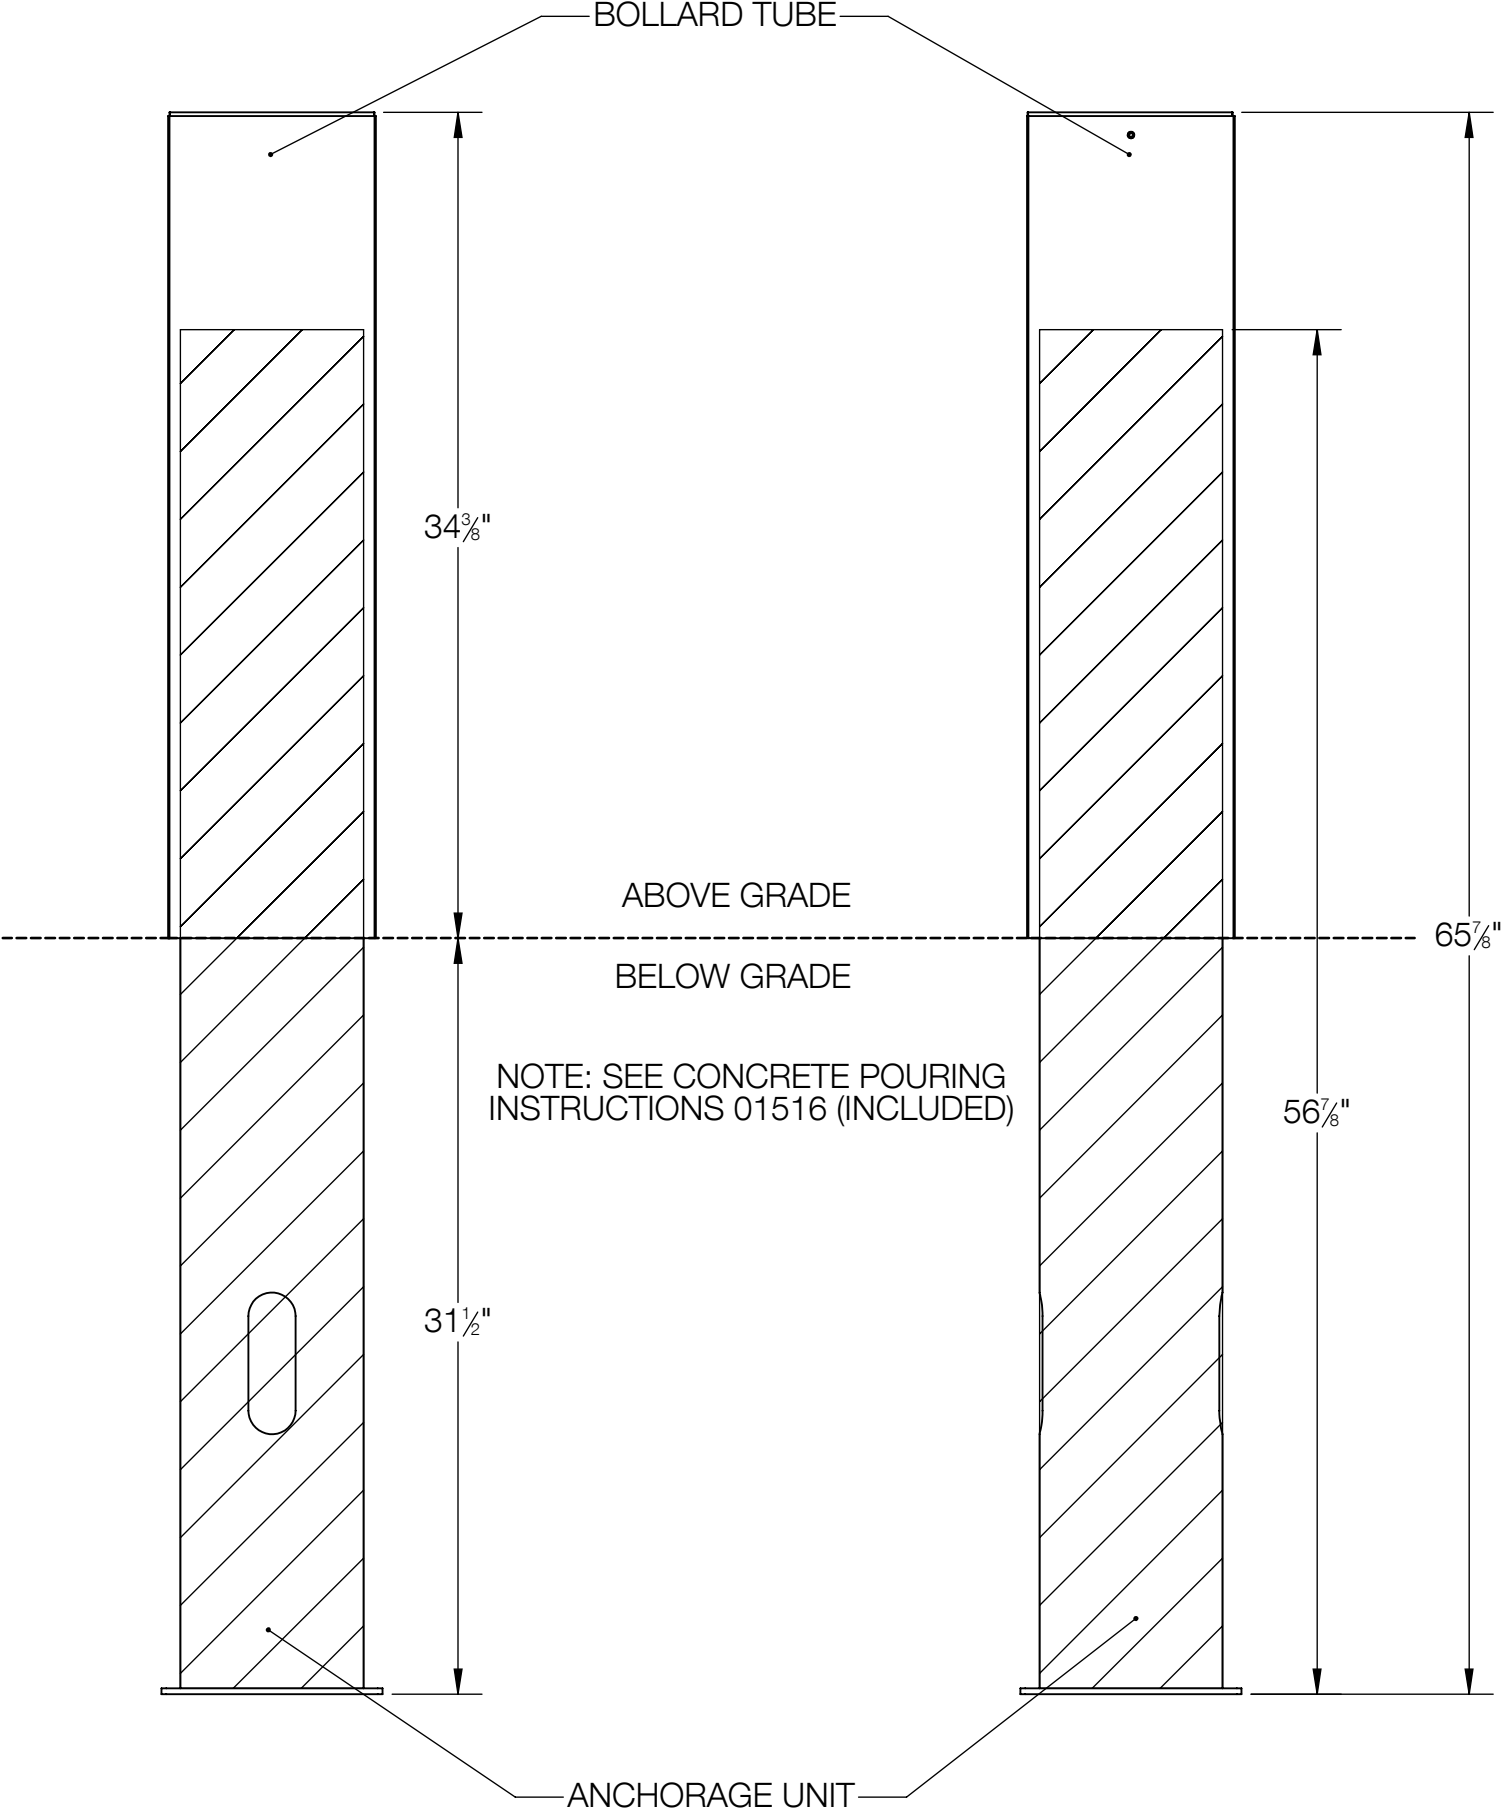 BOLLARD TUBE
34⅜"
ABOVE GRADE
65⅞"
BELOW GRADE
NOTE: SEE CONCRETE POURING
INSTRUCTIONS 01516 (INCLUDED)
56⅞"
31½"
ANCHORAGE UNIT